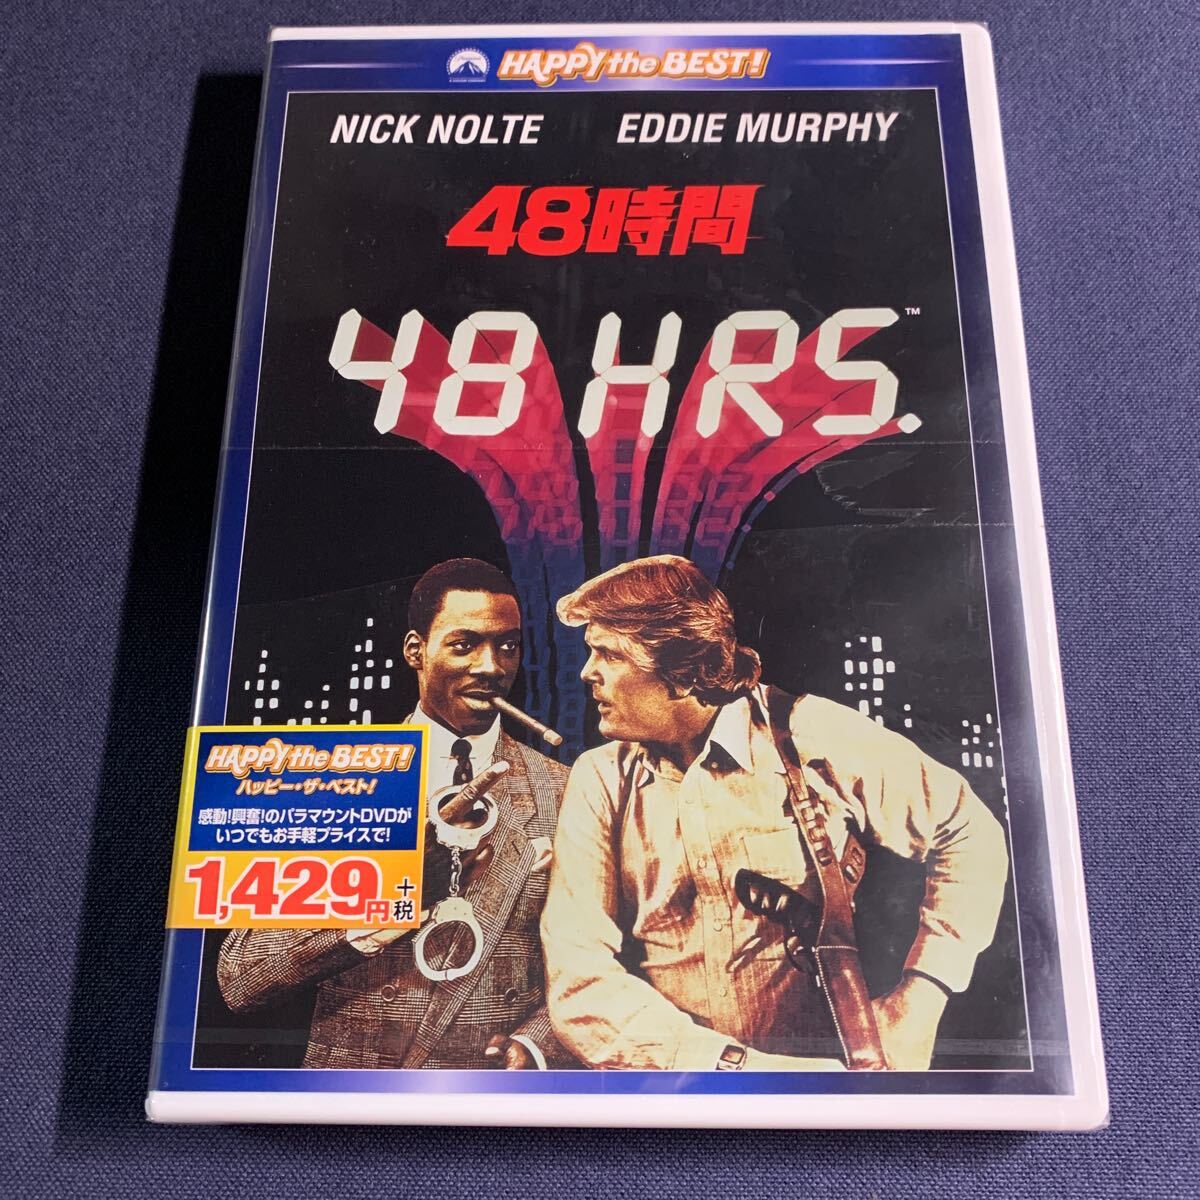 HAPPY the BEST!
NICK NOLTE EDDIE MURPHY
48時間
48 HRS.™
HAPPY the BEST!
ハッピー・ザ・ベスト!
感動!興奮!のパラマウントDVDが
いつでもお手軽プライスで!
1,429円+税